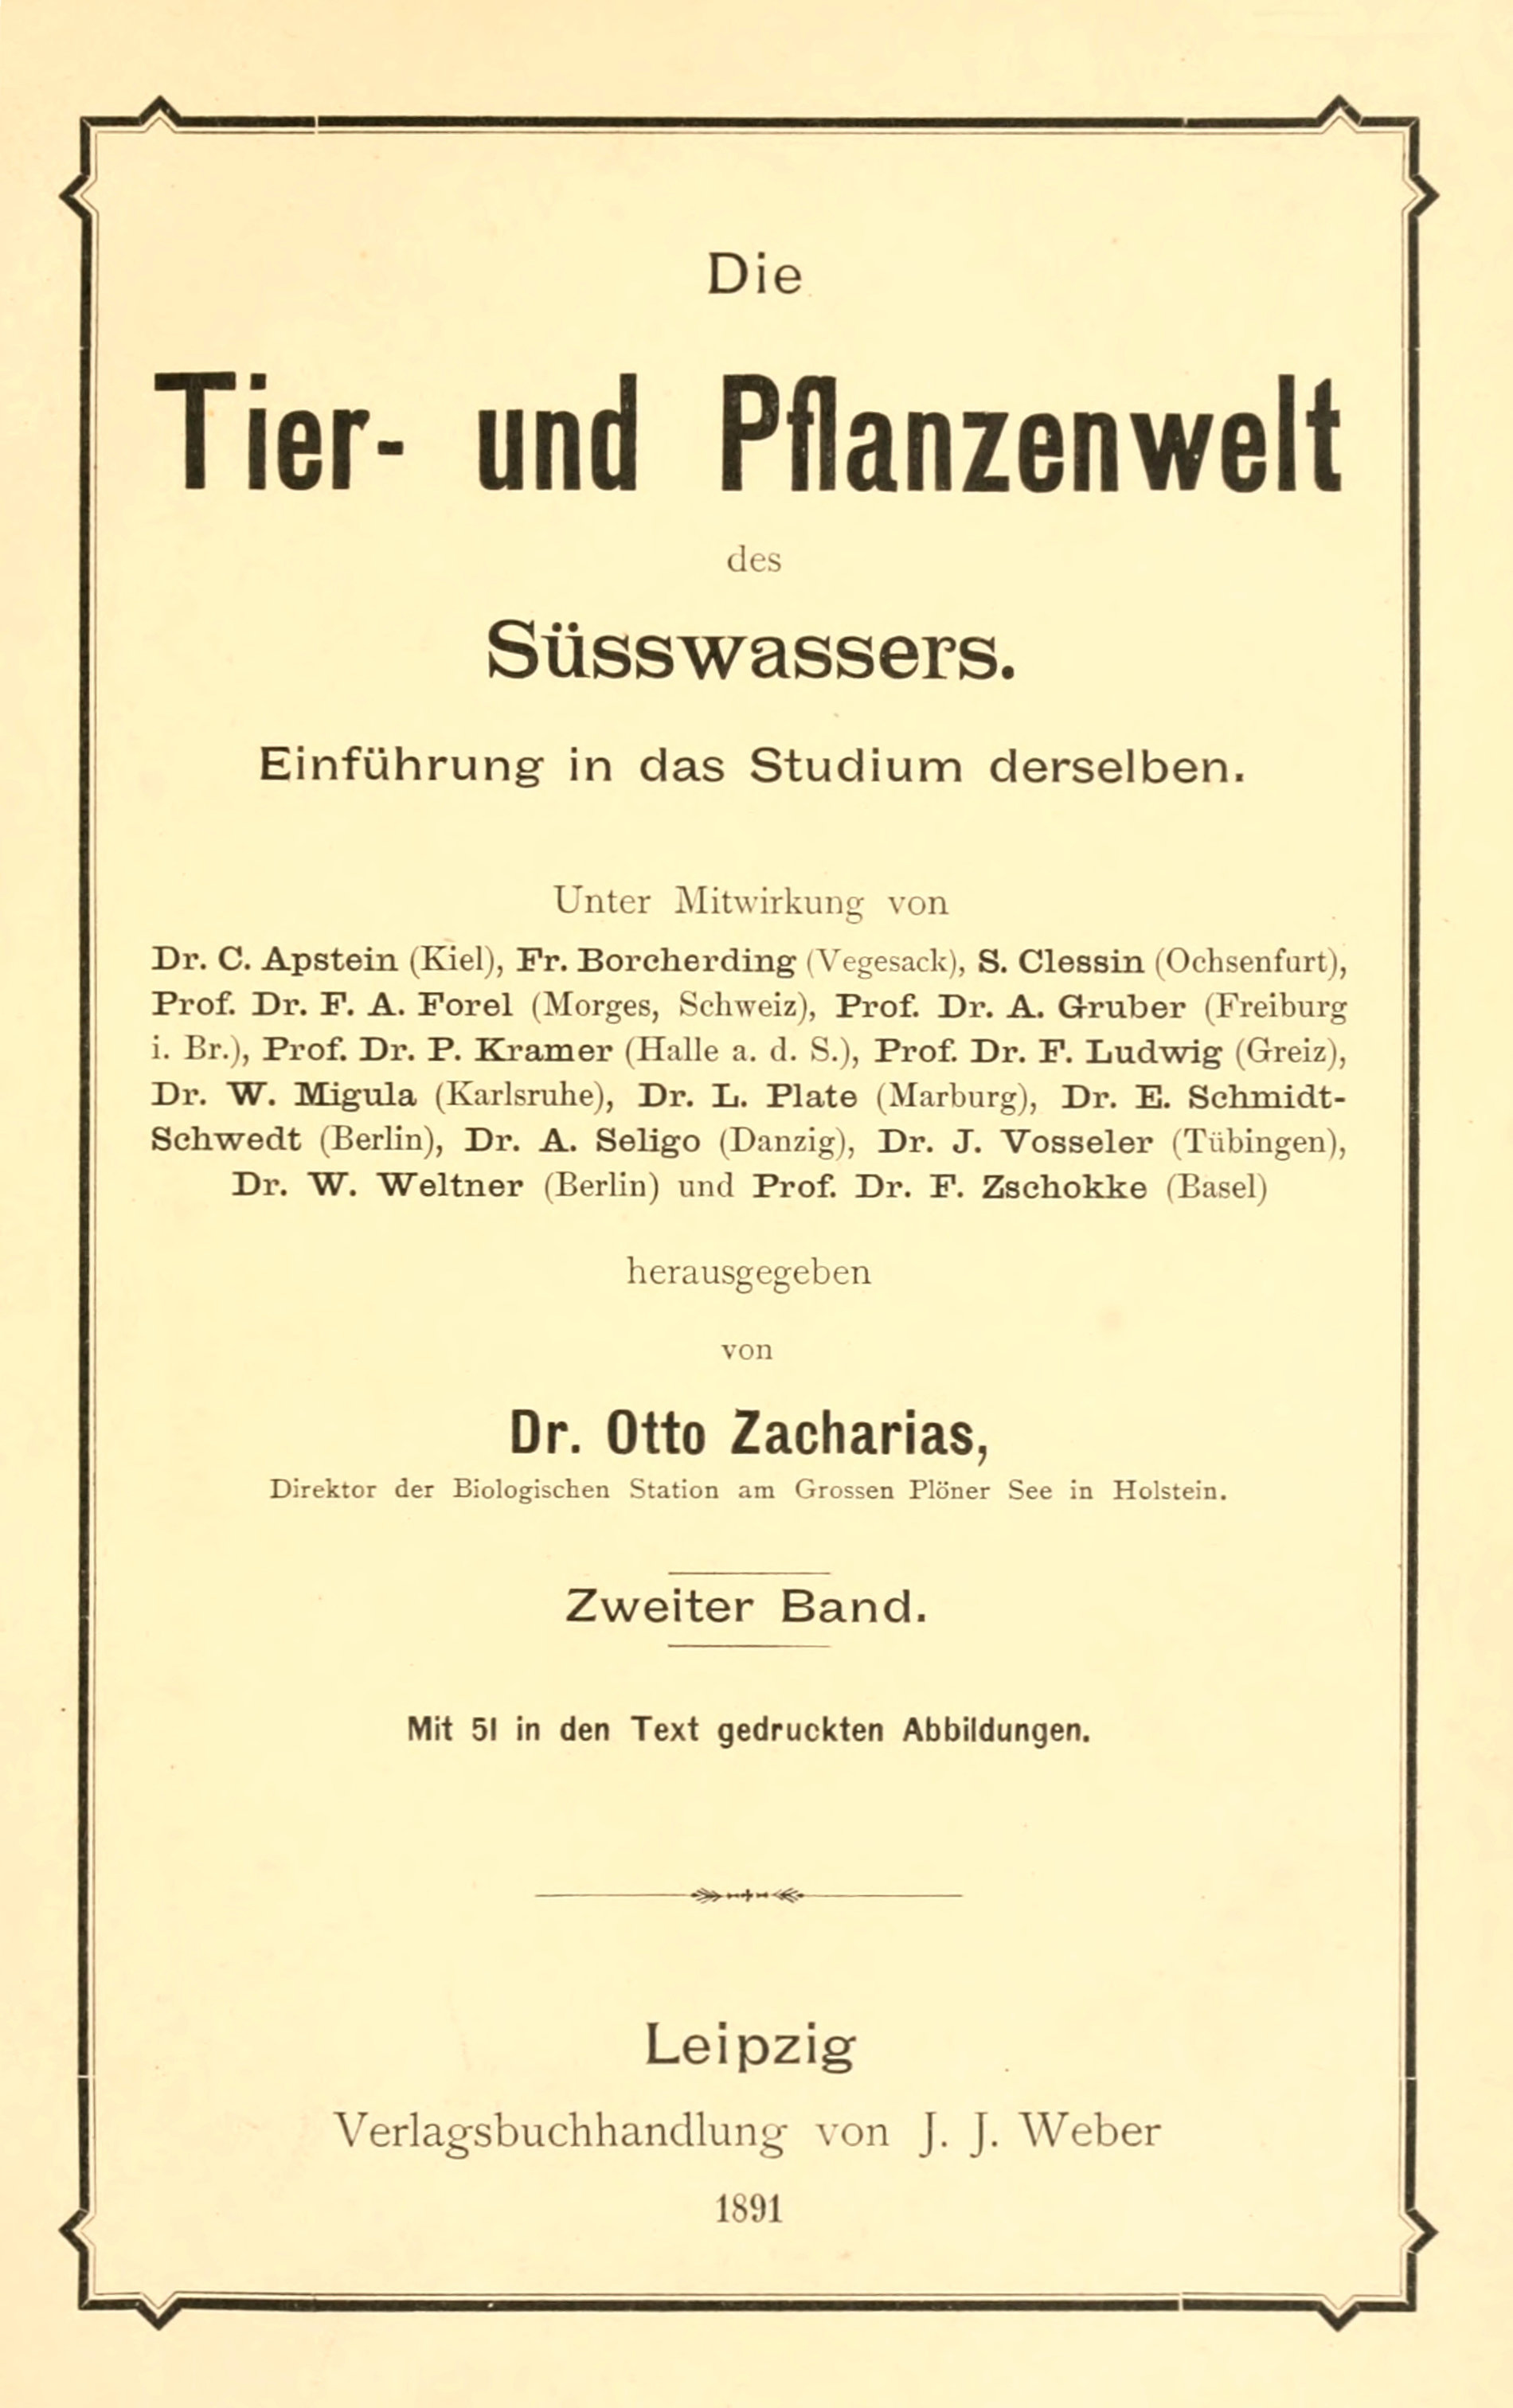 Die
Tier- und Pflanzenwelt
des
Süsswassers.
Einführung in das Studium derselben.
Unter Mitwirkung von
Dr. C. Apstein (Kiel), Fr. Borcherding (Vegesack), S. Clessin (Ochsenfurt),
Prof. Dr. F. A. Forel (Morges, Schweiz), Prof. Dr. A. Gruber (Freiburg
i. Br.), Prof. Dr. P. Kramer (Halle a. d. S.), Prof. Dr. F. Ludwig (Greiz),
Dr. W. Migula (Karlsruhe), Dr. L. Plate (Marburg), Dr. E. Schmidt-
Schwedt (Berlin), Dr. A. Seligo (Danzig), Dr. J. Vosseler (Tübingen),
Dr. W. Weltner (Berlin) und Prof. Dr. F. Zschokke (Basel)
herausgegeben
von
Dr. Otto Zacharias,
Direktor der Biologischen Station am Grossen Plöner See in Holstein.
Zweiter Band.
Mit 51 in den Text gedruckten Abbildungen.
Leipzig
Verlagsbuchhandlung von J. J. Weber
1891